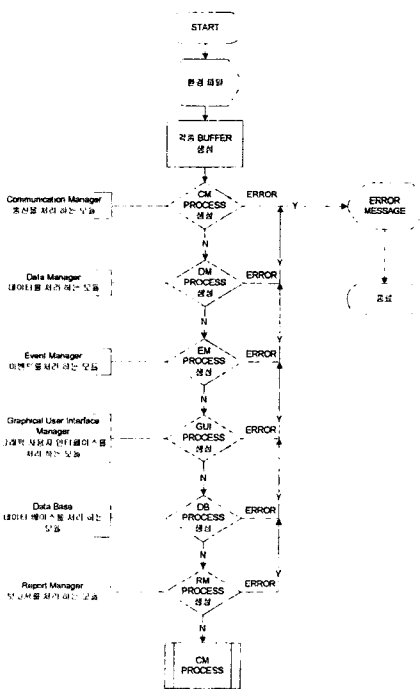 START
환경 파일
각종 BUFFER
생성
CM
PROCESS
생성
ERROR
Y
ERROR
MESSAGE
종료
Communication Manager
통신을 처리 하는 모듈
N
Y
DM
PROCESS
생성
ERROR
Data Manager
데이터를 처리 하는 모듈
N
Y
EM
PROCESS
생성
ERROR
Event Manager
이벤트를 처리 하는 모듈
N
Y
GUI
PROCESS
생성
ERROR
Graphical User Interface
Manager
그래픽 사용자 인터페이스를
처리 하는 모듈
N
Y
DB
PROCESS
생성
ERROR
Data Base
데이터 베이스를 처리 하는
모듈
N
Y
RM
PROCESS
생성
ERROR
Report Manager
보고서를 처리 하는 모듈
N
CM
PROCESS